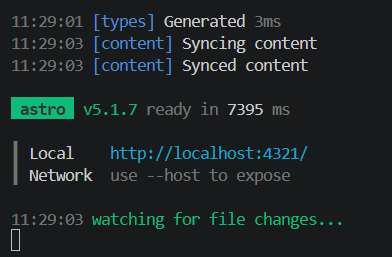 11:29:01 [types] Generated 3ms
11:29:03 [content] Syncing content
11:29:03 [content] Synced content
astro v5.1.7 ready in 7395 ms
Local http://localhost:4321/
Network use --host to expose
11:29:03 watching for file changes...